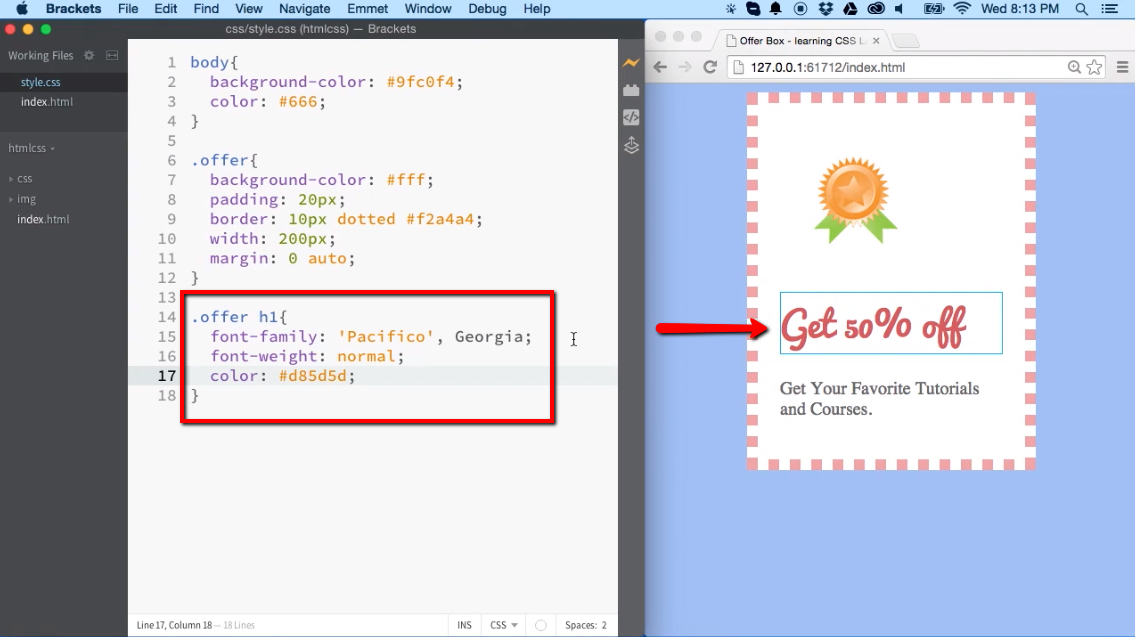 Brackets File Edit Find View Navigate Emmet Window Debug Help Wed 8:13 PM
css/style.css (htmlcss) — Brackets
Working Files
style.css
index.html
htmlcss
css
img
index.html
1 body{
2 background-color: #9fc0f4;
3 color: #666;
4 }
5
6 .offer{
7 background-color: #fff;
8 padding: 20px;
9 border: 10px dotted #f2a4a4;
10 width: 200px;
11 margin: 0 auto;
12 }
13
14 .offer h1{
15 font-family: 'Pacifico', Georgia;
16 font-weight: normal;
17 color: #d85d5d;
18 }
Line 17, Column 18 — 18 Lines
INS CSS Spaces: 2
Offer Box - learning CSS L
127.0.0.1:61712/index.html
Get 50% off
Get Your Favorite Tutorials
and Courses.